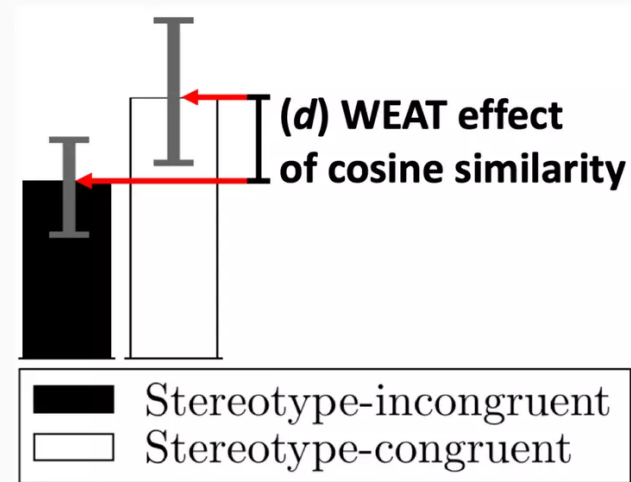 (d) WEAT effect
of cosine similarity
Stereotype-incongruent
Stereotype-congruent